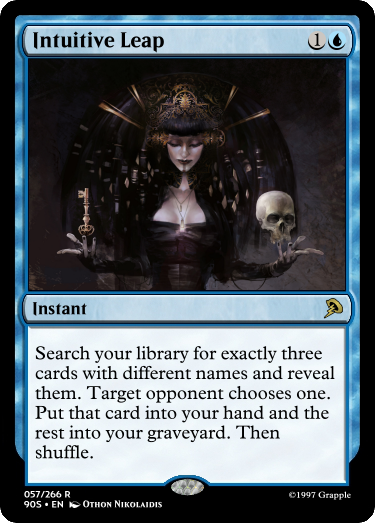 Intuitive Leap 1
Instant
Search your library for exactly three
cards with different names and reveal
them. Target opponent chooses one.
Put that card into your hand and the
rest into your graveyard. Then
shuffle.
057/266 R
90S • EN OTHON NIKOLAIDIS ©1997 Grapple